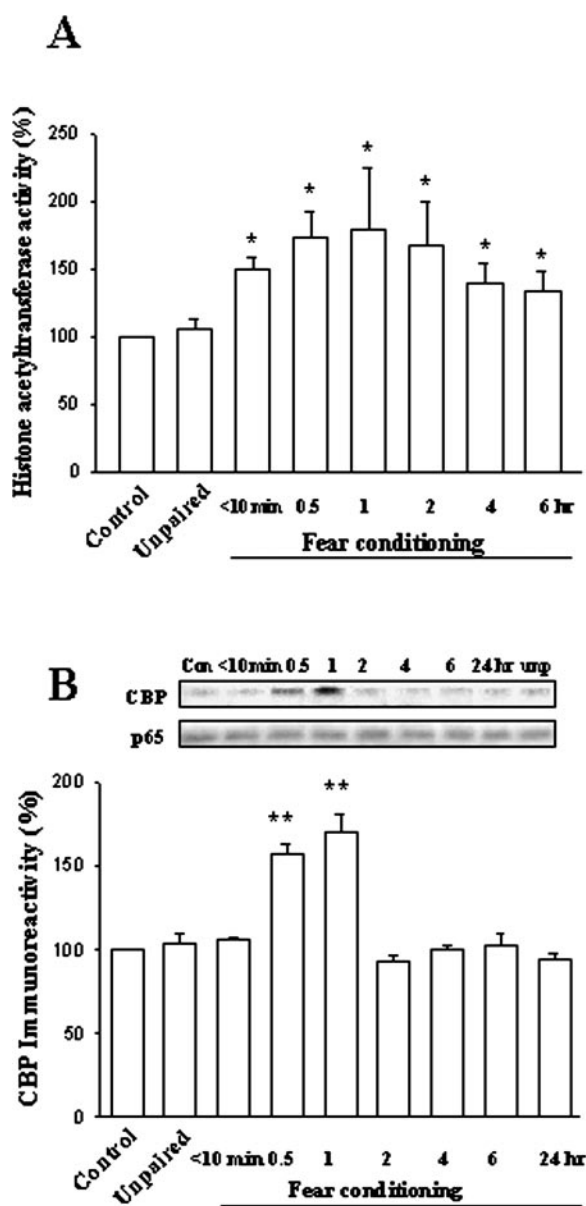 A
Histone acetyltransferase activity (%)
250
*
*
*
200
*
*
*
150
100
50
0
Control
Unpaired
<10 min 0.5 1 2 4 6 hr
Fear conditioning
Con <10min 0.5 1 2 4 6 24 hr unp
B
CBP
p65
CBP Immunoreactivity (%)
200
**
**
150
100
50
0
Control
Unpaired
<10 min 0.5 1 2 4 6 24 hr
Fear conditioning